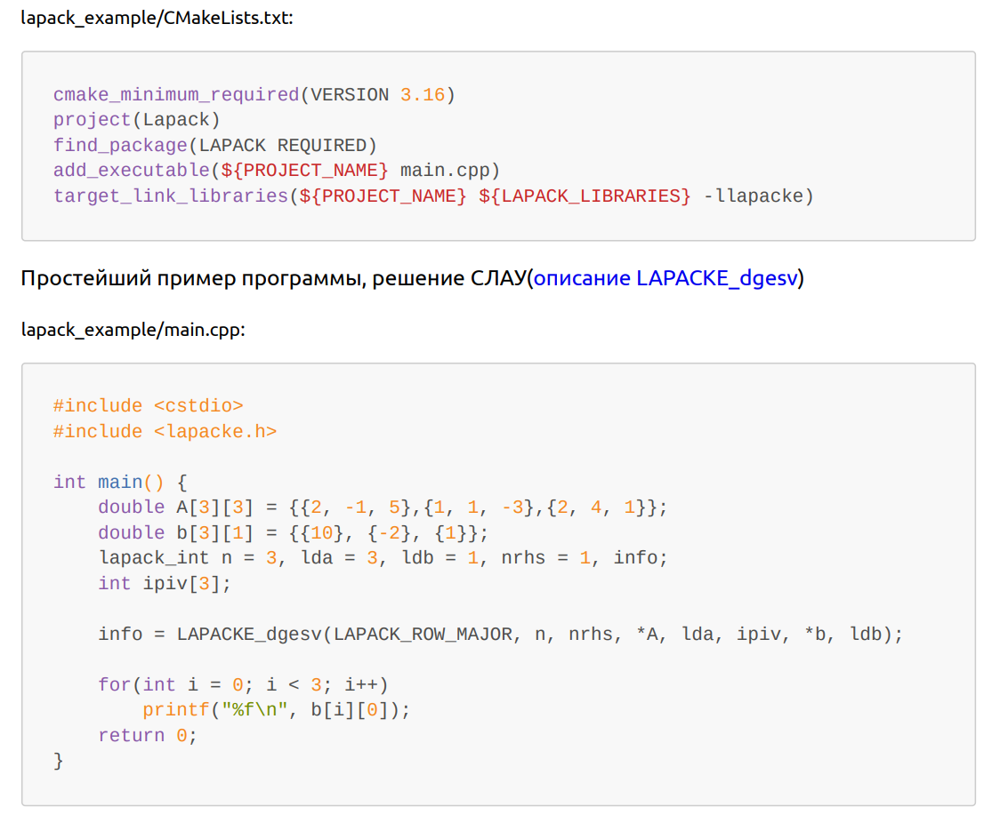 lapack_example/CMakeLists.txt:
cmake_minimum_required(VERSION 3.16)
project(Lapack)
find_package(LAPACK REQUIRED)
add_executable(${PROJECT_NAME} main.cpp)
target_link_libraries(${PROJECT_NAME} ${LAPACK_LIBRARIES} -llapacke)
Простейший пример программы, решение СЛАУ(описание LAPACKE_dgesv)
lapack_example/main.cpp:
#include <cstdio>
#include <lapacke.h>
int main() {
    double A[3][3] = {{2, -1, 5},{1, 1, -3},{2, 4, 1}};
    double b[3][1] = {{10}, {-2}, {1}};
    lapack_int n = 3, lda = 3, ldb = 1, nrhs = 1, info;
    int ipiv[3];
    info = LAPACKE_dgesv(LAPACK_ROW_MAJOR, n, nrhs, *A, lda, ipiv, *b, ldb);
    for(int i = 0; i < 3; i++)
        printf("%f\n", b[i][0]);
    return 0;
}